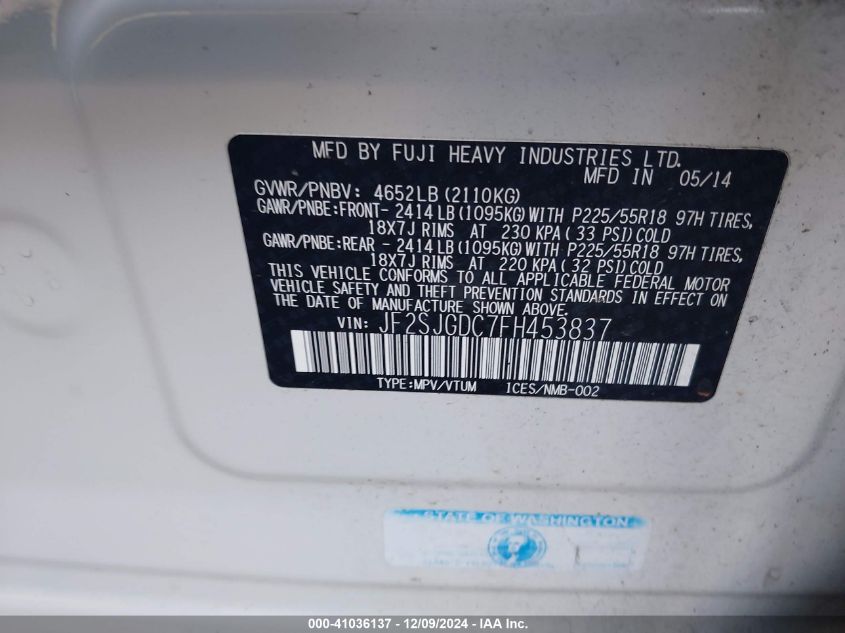 MFD BY FUJI HEAVY INDUSTRIES LTD.
MFD IN 05/14
GVWR/PNBV: 4652LB(2110KG)
GAWR/PNBE:FRONT- 2414LB(1095KG)WITH P225/55R18 97H TIRES,
18X7J RIMS AT 230 KPA(33 PSI)COLD
GAWR/PNBE:REAR - 2414LB(1095KG)WITH P225/55R18 97H TIRES,
18X7J RIMS AT 220 KPA(32 PSI)COLD
THIS VEHICLE CONFORMS TO ALL APPLICABLE FEDERAL MOTOR
VEHICLE SAFETY AND THEFT PREVENTION STANDARDS IN EFFECT ON
THE DATE OF MANUFACTURE SHOWN ABOVE.
VIN: JF2SJGDC7FH453837
TYPE:MPV/VTUM ICES/NMB-002
STATE OF WASHINGTON
000-41036137 - 12/09/2024 - IAA Inc.